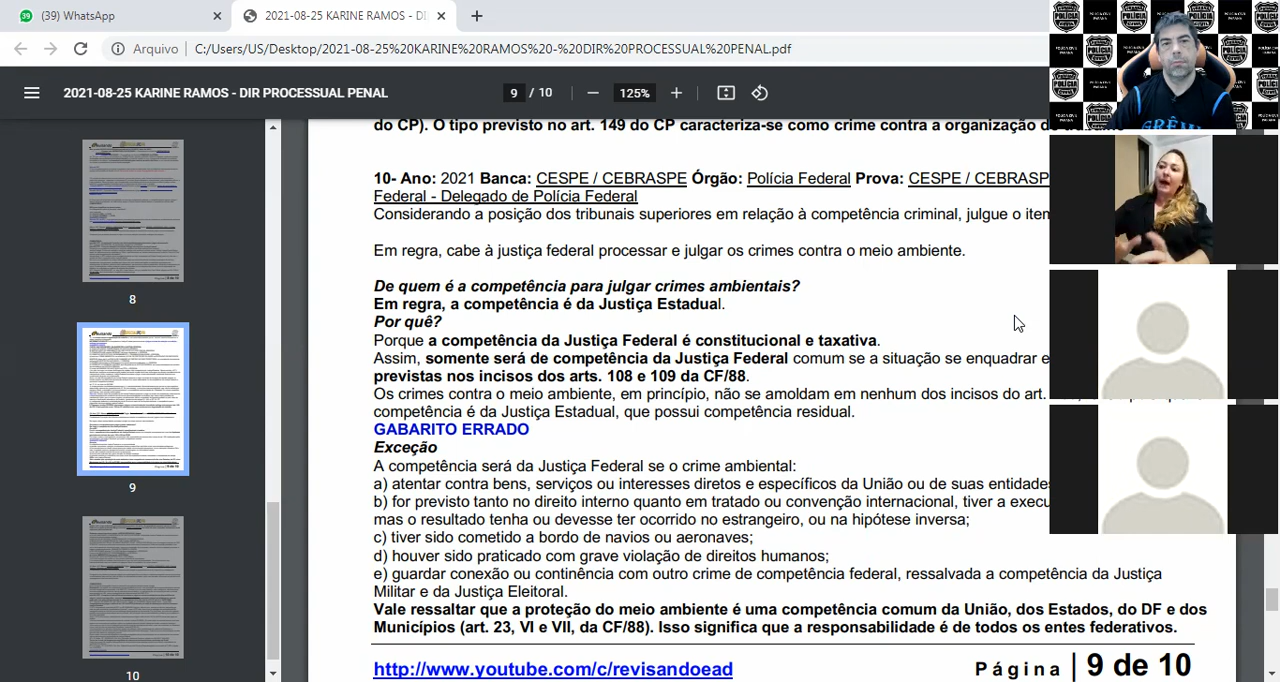 (39) WhatsApp
2021-08-25 KARINE RAMOS - DI
Arquivo
C:/Users/US/Desktop/2021-08-25%20KARINE%20RAMOS%20-%20DIR%20PROCESSUAL%20PENAL.pdf
2021-08-25 KARINE RAMOS - DIR PROCESSUAL PENAL
9 / 10
125%
do CP). O tipo previsto no art. 149 do CP caracteriza-se como crime contra a organização
10- Ano: 2020 Banca: CESPE / CEBRASPE Órgão: Polícia Federal Prova: CESPE / CEBRASP
Federal - Delegado de Polícia Federal
Considerando a posição dos tribunais superiores em relação à competência criminal, julgue o iten
Em regra, cabe à justiça federal processar e julgar os crimes contra o meio ambiente.
De quem é a competência para julgar crimes ambientais?
Em regra, a competência é da Justiça Estadual.
Por quê?
Porque a competência da Justiça Federal é constitucional e taxativa.
Assim, somente será de competência da Justiça Federal comum se a situação se enquadrar e
previstas nos incisos dos arts. 108 e 109 da CF/88.
Os crimes contra o meio ambiente, em princípio, não se amoldam em nenhum dos incisos do art.
competência é da Justiça Estadual, que possui competência residual.
GABARITO ERRADO
Exceção
A competência será da Justiça Federal se o crime ambiental:
a) atentar contra bens, serviços ou interesses diretos e específicos da União ou de suas entidade
b) for previsto tanto no direito interno quanto em tratado ou convenção internacional, tiver a execu
mas o resultado tenha ou devesse ter ocorrido no estrangeiro, ou na hipótese inversa;
c) tiver sido cometido a bordo de navios ou aeronaves;
d) houver sido praticado com grave violação de direitos humanos;
e) guardar conexão ou continência com outro crime de competência federal, ressalvada a competência da Justiça
Militar e da Justiça Eleitoral.
Vale ressaltar que a proteção do meio ambiente é uma competência comum da União, dos Estados, do DF e dos
Municípios (art. 23, VI e VII, da CF/88). Isso significa que a responsabilidade é de todos os entes federativos.
http://www.youtube.com/c/revisandoead
Página | 9 de 10
8
9
10
POLÍCIA
GRÊM